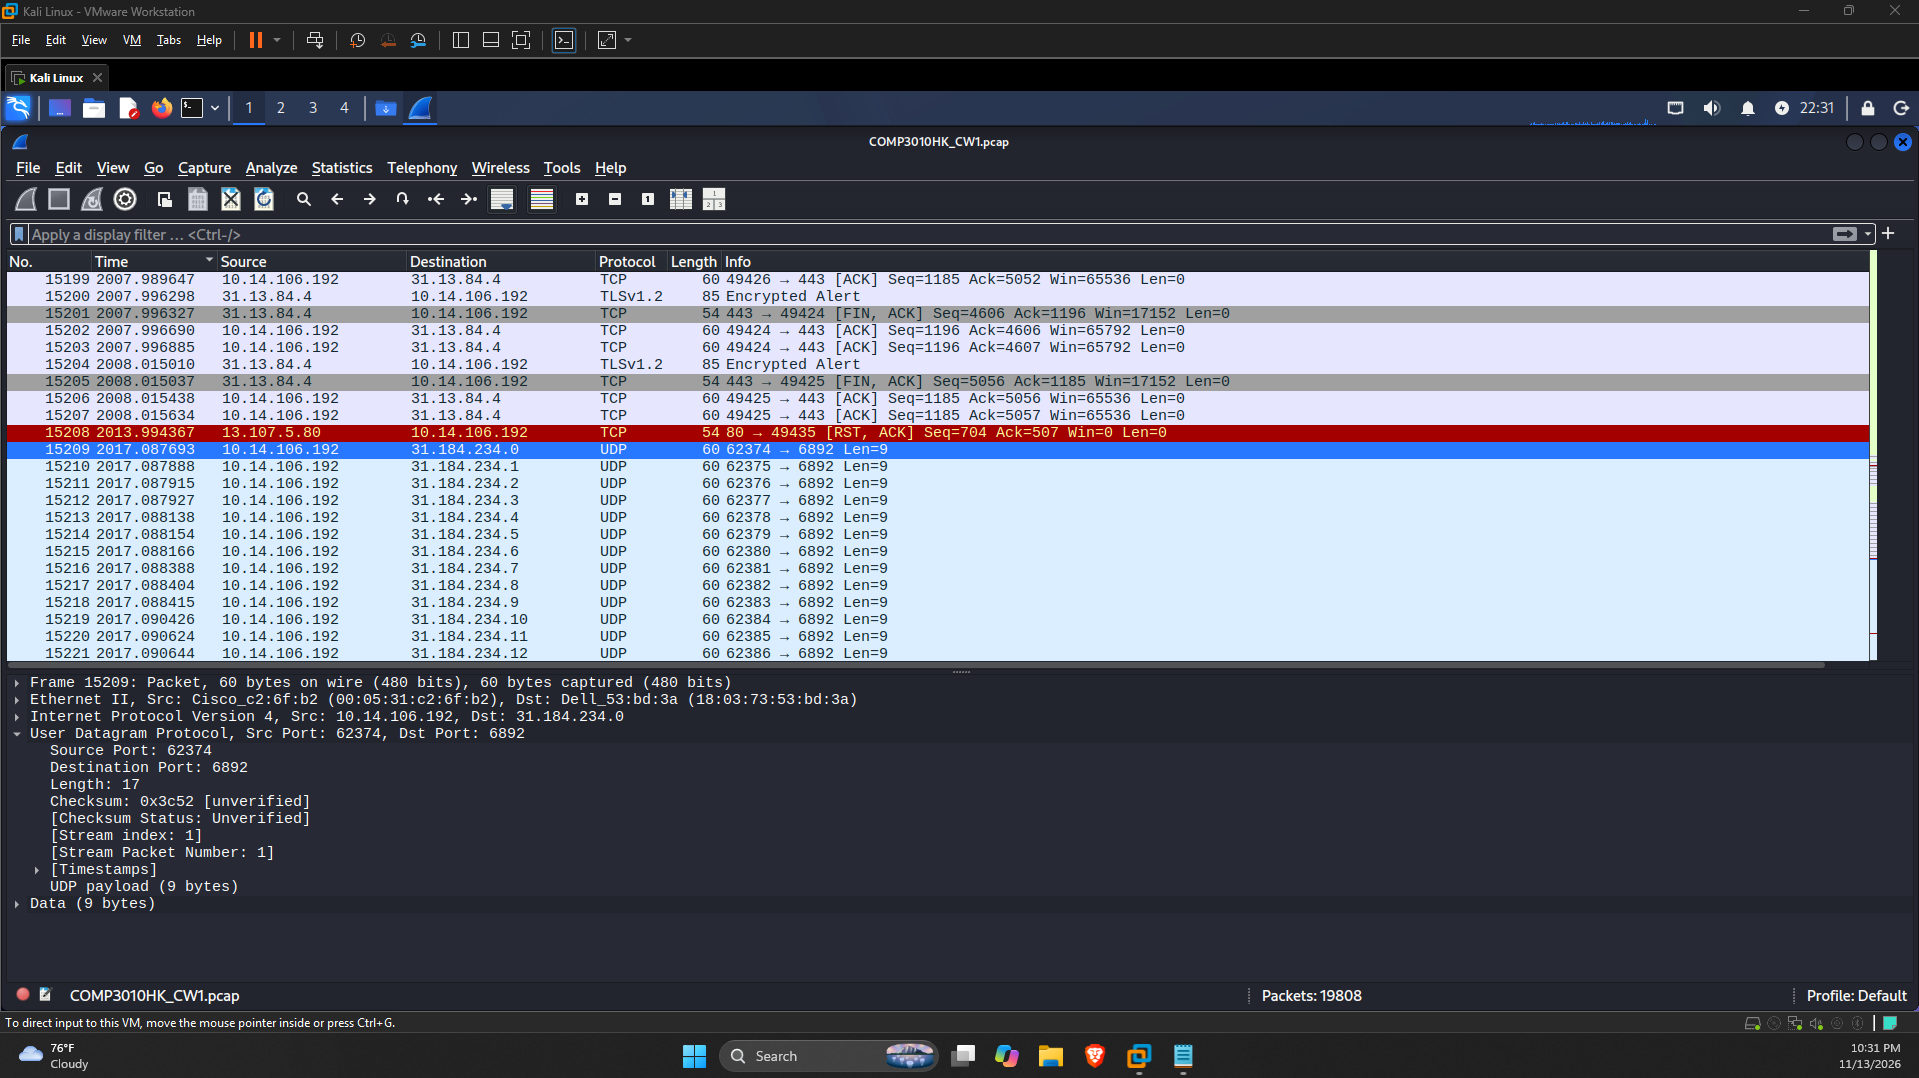 Kali Linux - VMware Workstation
File Edit View VM Tabs Help
Kali Linux
1 2 3 4 22:31
COMP3010HK_CW1.pcap
File Edit View Go Capture Analyze Statistics Telephony Wireless Tools Help
Apply a display filter … <Ctrl-/>
No. Time Source Destination Protocol Length Info
15199 2007.989647 10.14.106.192 31.13.84.4 TCP 60 49426 → 443 [ACK] Seq=1185 Ack=5052 Win=65536 Len=0
15200 2007.996298 31.13.84.4 10.14.106.192 TLSv1.2 85 Encrypted Alert
15201 2007.996327 31.13.84.4 10.14.106.192 TCP 54 443 → 49424 [FIN, ACK] Seq=4606 Ack=1196 Win=17152 Len=0
15202 2007.996690 10.14.106.192 31.13.84.4 TCP 60 49424 → 443 [ACK] Seq=1196 Ack=4606 Win=65792 Len=0
15203 2007.996885 10.14.106.192 31.13.84.4 TCP 60 49424 → 443 [ACK] Seq=1196 Ack=4607 Win=65792 Len=0
15204 2008.015010 31.13.84.4 10.14.106.192 TLSv1.2 85 Encrypted Alert
15205 2008.015037 31.13.84.4 10.14.106.192 TCP 54 443 → 49425 [FIN, ACK] Seq=5056 Ack=1185 Win=17152 Len=0
15206 2008.015438 10.14.106.192 31.13.84.4 TCP 60 49425 → 443 [ACK] Seq=1185 Ack=5056 Win=65536 Len=0
15207 2008.015634 10.14.106.192 31.13.84.4 TCP 60 49425 → 443 [ACK] Seq=1185 Ack=5057 Win=65536 Len=0
15208 2013.994367 13.107.5.80 10.14.106.192 TCP 54 80 → 49435 [RST, ACK] Seq=704 Ack=507 Win=0 Len=0
15209 2017.087693 10.14.106.192 31.184.234.0 UDP 60 62374 → 6892 Len=9
15210 2017.087888 10.14.106.192 31.184.234.1 UDP 60 62375 → 6892 Len=9
15211 2017.087915 10.14.106.192 31.184.234.2 UDP 60 62376 → 6892 Len=9
15212 2017.087927 10.14.106.192 31.184.234.3 UDP 60 62377 → 6892 Len=9
15213 2017.088138 10.14.106.192 31.184.234.4 UDP 60 62378 → 6892 Len=9
15214 2017.088154 10.14.106.192 31.184.234.5 UDP 60 62379 → 6892 Len=9
15215 2017.088166 10.14.106.192 31.184.234.6 UDP 60 62380 → 6892 Len=9
15216 2017.088388 10.14.106.192 31.184.234.7 UDP 60 62381 → 6892 Len=9
15217 2017.088404 10.14.106.192 31.184.234.8 UDP 60 62382 → 6892 Len=9
15218 2017.088415 10.14.106.192 31.184.234.9 UDP 60 62383 → 6892 Len=9
15219 2017.090426 10.14.106.192 31.184.234.10 UDP 60 62384 → 6892 Len=9
15220 2017.090624 10.14.106.192 31.184.234.11 UDP 60 62385 → 6892 Len=9
15221 2017.090644 10.14.106.192 31.184.234.12 UDP 60 62386 → 6892 Len=9
Frame 15209: Packet, 60 bytes on wire (480 bits), 60 bytes captured (480 bits)
Ethernet II, Src: Cisco_c2:6f:b2 (00:05:31:c2:6f:b2), Dst: Dell_53:bd:3a (18:03:73:53:bd:3a)
Internet Protocol Version 4, Src: 10.14.106.192, Dst: 31.184.234.0
User Datagram Protocol, Src Port: 62374, Dst Port: 6892
Source Port: 62374
Destination Port: 6892
Length: 17
Checksum: 0x3c52 [unverified]
[Checksum Status: Unverified]
[Stream index: 1]
[Stream Packet Number: 1]
[Timestamps]
UDP payload (9 bytes)
Data (9 bytes)
COMP3010HK_CW1.pcap Packets: 19808 Profile: Default
To direct input to this VM, move the mouse pointer inside or press Ctrl+G.
76°F
Cloudy
Search
10:31 PM
11/13/2026